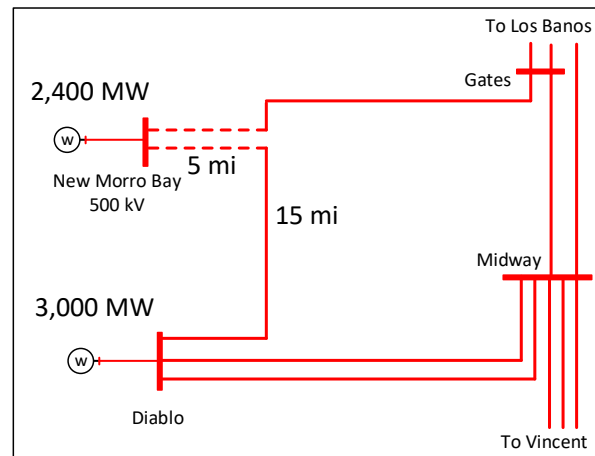 To Los Banos
Gates
2,400 MW
W
5 mi
New Morro Bay
500 kV
15 mi
Midway
3,000 MW
W
Diablo
To Vincent